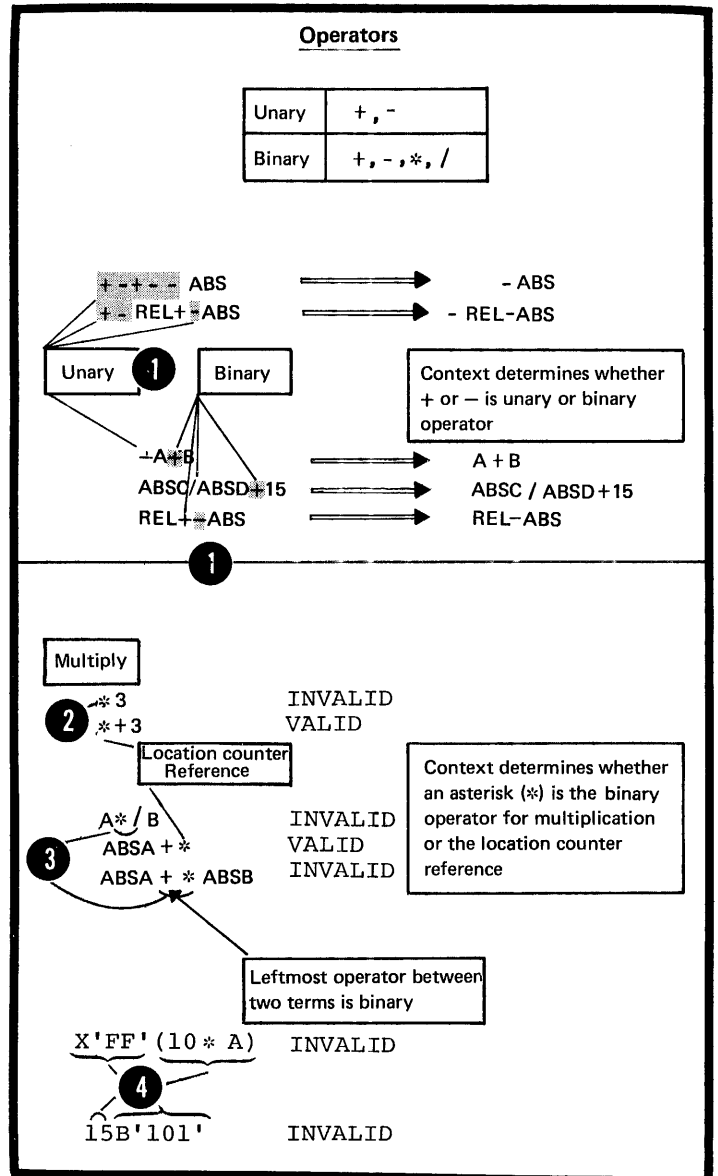 Operators
Unary + , -
Binary + , - , * , /
+ - + - - ABS - ABS
+ - REL+ -ABS - REL-ABS
Unary 1 Binary
Context determines whether
+ or — is unary or binary
operator
+A+B A + B
ABSC/ABSD+15 ABSC / ABSD+15
REL+-ABS REL-ABS
1
Multiply
*3 INVALID
2
*+3 VALID
Location counter
Reference
Context determines whether
an asterisk (*) is the binary
operator for multiplication
or the location counter
reference
A* / B INVALID
3
ABSA + * VALID
ABSA + * ABSB INVALID
Leftmost operator between
two terms is binary
X'FF' (10 * A) INVALID
4
15B'101' INVALID